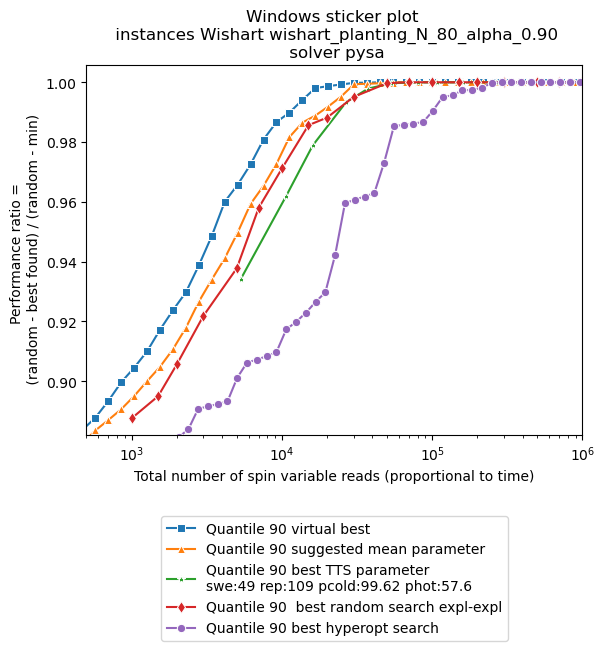 Windows sticker plot
instances Wishart wishart_planting_N_80_alpha_0.90
solver pysa
Performance ratio =
(random - best found) / (random - min)
1.00
0.98
0.96
0.94
0.92
0.90
10³
10⁴
10⁵
10⁶
Total number of spin variable reads (proportional to time)
Quantile 90 virtual best
Quantile 90 suggested mean parameter
Quantile 90 best TTS parameter
swe:49 rep:109 pcold:99.62 phot:57.6
Quantile 90  best random search expl-expl
Quantile 90 best hyperopt search